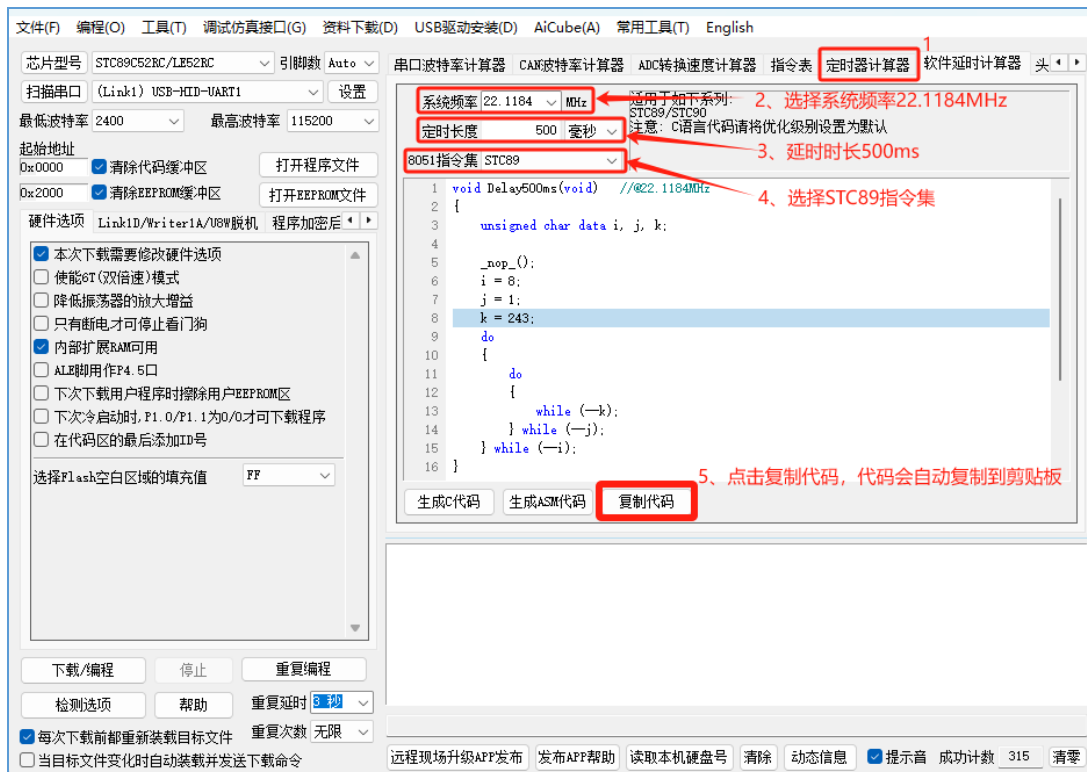 文件(F) 编程(O) 工具(T) 调试仿真接口(G) 资料下载(D) USB驱动安装(D) AiCube(A) 常用工具(T) English
芯片型号 STC89C52RC/LE52RC 引脚数 Auto
扫描串口 (Link1) USB-HID-UART1 设置
最低波特率 2400 最高波特率 115200
起始地址
0x0000 清除代码缓冲区 打开程序文件
0x2000 清除EEPROM缓冲区 打开EEPROM文件
硬件选项 Link1D/Writer1A/U8W脱机 程序加密后
本次下载需要修改硬件选项
使能6T(双倍速)模式
降低振荡器的放大增益
只有断电才可停止看门狗
内部扩展RAM可用
ALE脚用作P4.5口
下次下载用户程序时擦除用户EEPROM区
下次冷启动时,P1.0/P1.1为0/0才可下载程序
在代码区的最后添加ID号
选择Flash空白区域的填充值 FF
下载/编程 停止 重复编程
检测选项 帮助 重复延时 3 秒
每次下载前都重新装载目标文件 重复次数 无限
当目标文件变化时自动装载并发送下载命令
1
串口波特率计算器 CAN波特率计算器 ADC转换速度计算器 指令表 定时器计算器 软件延时计算器 头
系统频率 22.1184 MHz
适用于如下系列:
STC89/STC90
注意: C语言代码请将优化级别设置为默认
2、选择系统频率22.1184MHz
定时长度 500 毫秒
3、延时时长500ms
8051指令集 STC89
4、选择STC89指令集
1 void Delay500ms(void) //@22.1184MHz
2 {
3 unsigned char data i, j, k;
4
5 _nop_();
6 i = 8;
7 j = 1;
8 k = 243;
9 do
10 {
11 do
12 {
13 while (--k);
14 } while (--j);
15 } while (--i);
16 }
5、点击复制代码，代码会自动复制到剪贴板
生成C代码 生成ASM代码 复制代码
远程现场升级APP发布 发布APP帮助 读取本机硬盘号 清除 动态信息 提示音 成功计数 315 清零